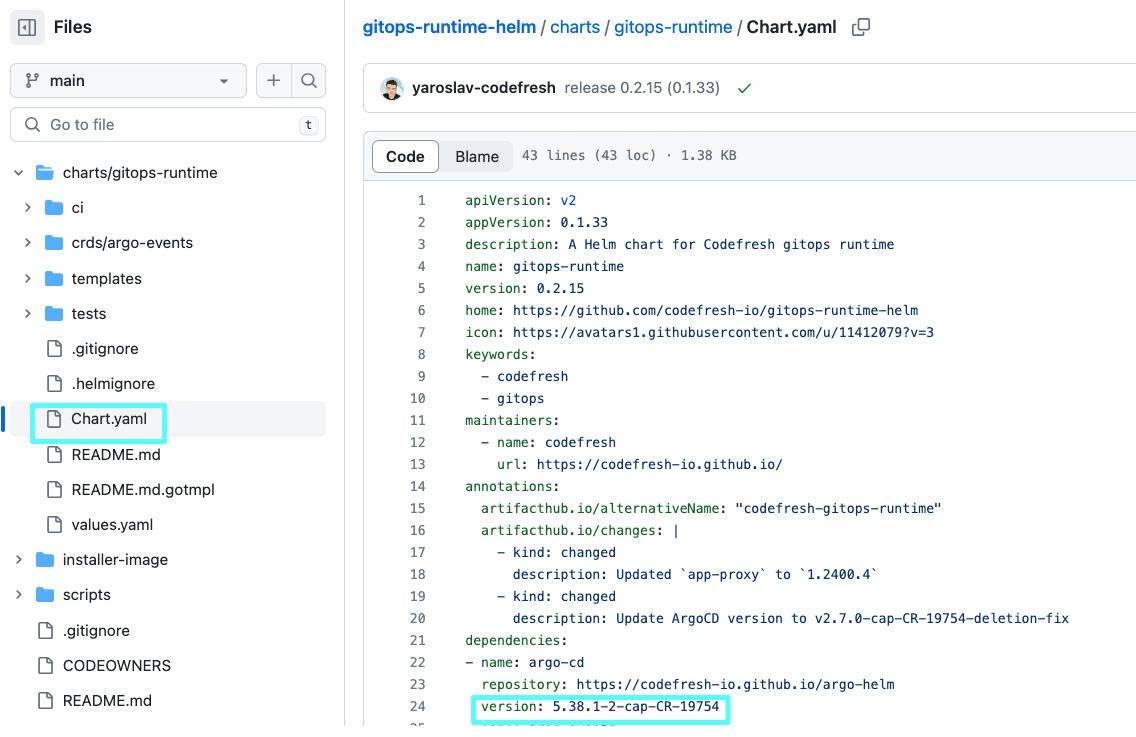 Files
main
Go to file
t
charts/gitops-runtime
ci
crds/argo-events
templates
tests
.gitignore
.helmignore
Chart.yaml
README.md
README.md.gotmpl
values.yaml
installer-image
scripts
.gitignore
CODEOWNERS
README.md
gitops-runtime-helm / charts / gitops-runtime / Chart.yaml
yaroslav-codefresh release 0.2.15 (0.1.33)
Code Blame 43 lines (43 loc) · 1.38 KB
1 apiVersion: v2
2 appVersion: 0.1.33
3 description: A Helm chart for Codefresh gitops runtime
4 name: gitops-runtime
5 version: 0.2.15
6 home: https://github.com/codefresh-io/gitops-runtime-helm
7 icon: https://avatars1.githubusercontent.com/u/11412079?v=3
8 keywords:
9 - codefresh
10 - gitops
11 maintainers:
12 - name: codefresh
13 url: https://codefresh-io.github.io/
14 annotations:
15 artifacthub.io/alternativeName: "codefresh-gitops-runtime"
16 artifacthub.io/changes: |
17 - kind: changed
18 description: Updated `app-proxy` to `1.2400.4`
19 - kind: changed
20 description: Update ArgoCD version to v2.7.0-cap-CR-19754-deletion-fix
21 dependencies:
22 - name: argo-cd
23 repository: https://codefresh-io.github.io/argo-helm
24 version: 5.38.1-2-cap-CR-19754